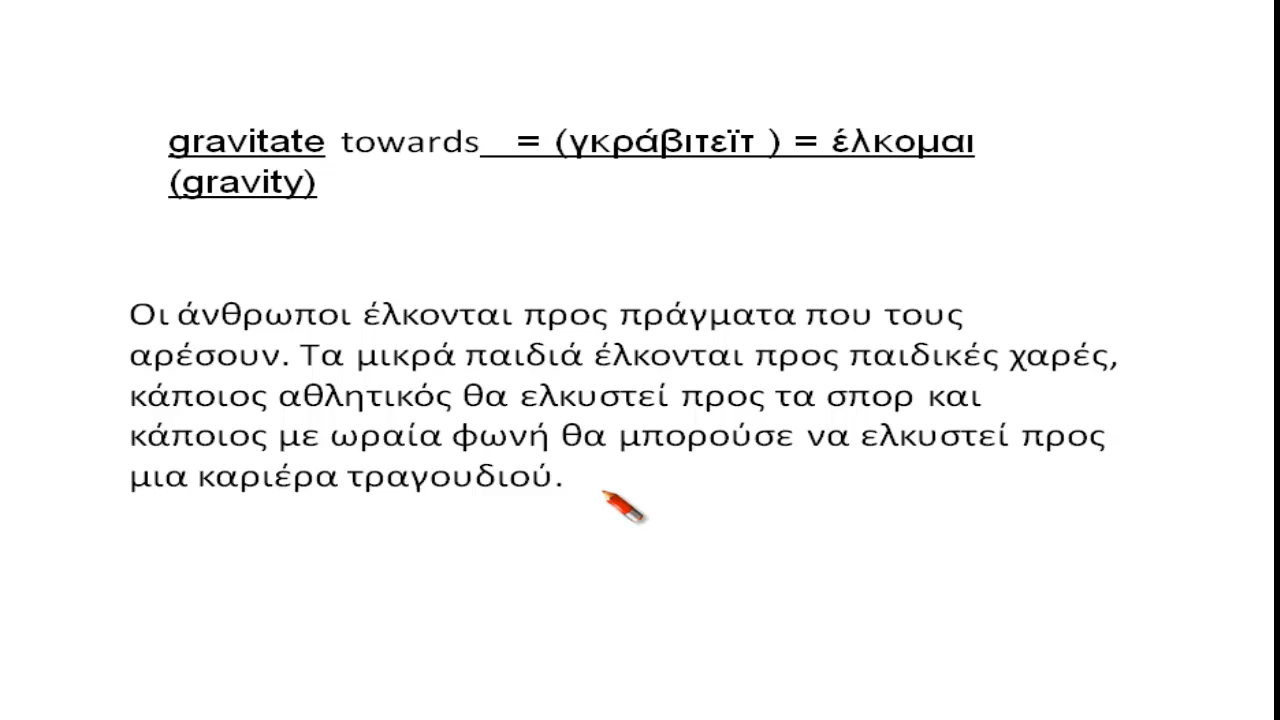 gravitate towards = (γκράβιτεϊτ ) = έλκομαι
(gravity)
Οι άνθρωποι έλκονται προς πράγματα που τους
αρέσουν. Τα μικρά παιδιά έλκονται προς παιδικές χαρές,
κάποιος αθλητικός θα ελκυστεί προς τα σπορ και
κάποιος με ωραία φωνή θα μπορούσε να ελκυστεί προς
μια καριέρα τραγουδιού.